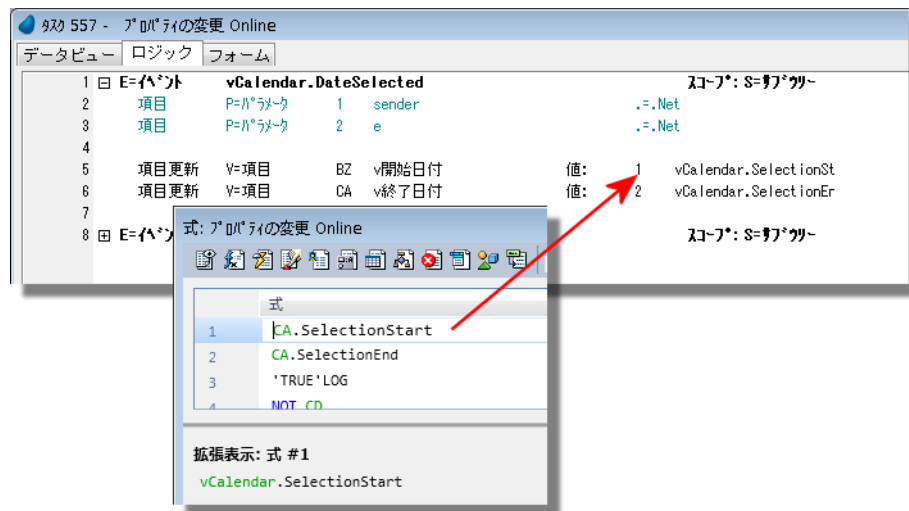 ﾀｽｸ 557 - ﾌﾟﾛﾊﾟﾃｨの変更 Online
データビュー ロジック フォーム
1 E=ｲﾍﾞﾝﾄ vCalendar.DateSelected ｽｺｰﾌﾟ: S=ｻﾌﾞﾂﾘｰ
2 項目 P=ﾊﾟﾗﾒｰﾀ 1 sender .=.Net
3 項目 P=ﾊﾟﾗﾒｰﾀ 2 e .=.Net
4
5 項目更新 V=項目 BZ v開始日付 値: 1 vCalendar.SelectionSt
6 項目更新 V=項目 CA v終了日付 値: 2 vCalendar.SelectionEr
7
8 E=ｲﾍﾞﾝ ｽｺｰﾌﾟ: S=ｻﾌﾞﾂﾘｰ
式: ﾌﾟﾛﾊﾟﾃｨの変更 Online
式
1 CA.SelectionStart
2 CA.SelectionEnd
3 'TRUE'LOG
4 NOT CD
拡張表示: 式 #1
vCalendar.SelectionStart